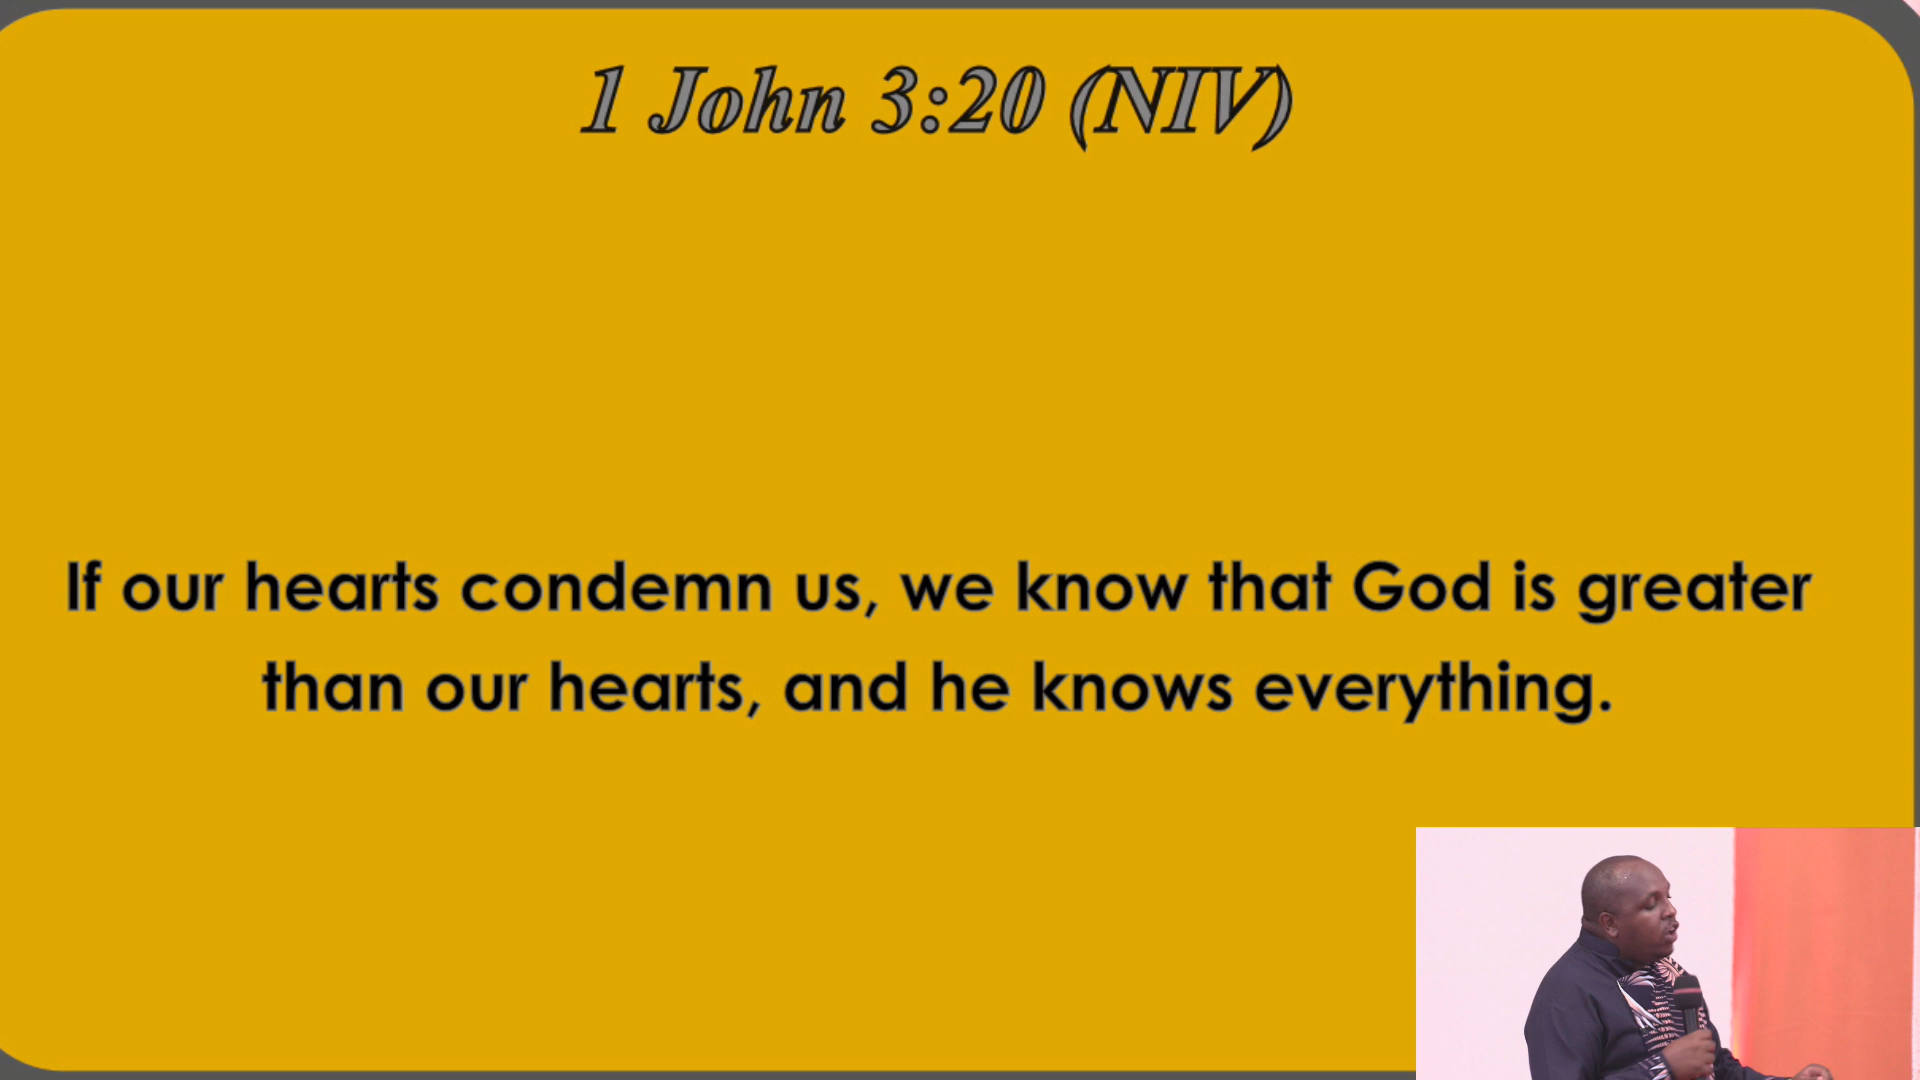 1 John 3:20 (NIV)
If our hearts condemn us, we know that God is greater
than our hearts, and he knows everything.